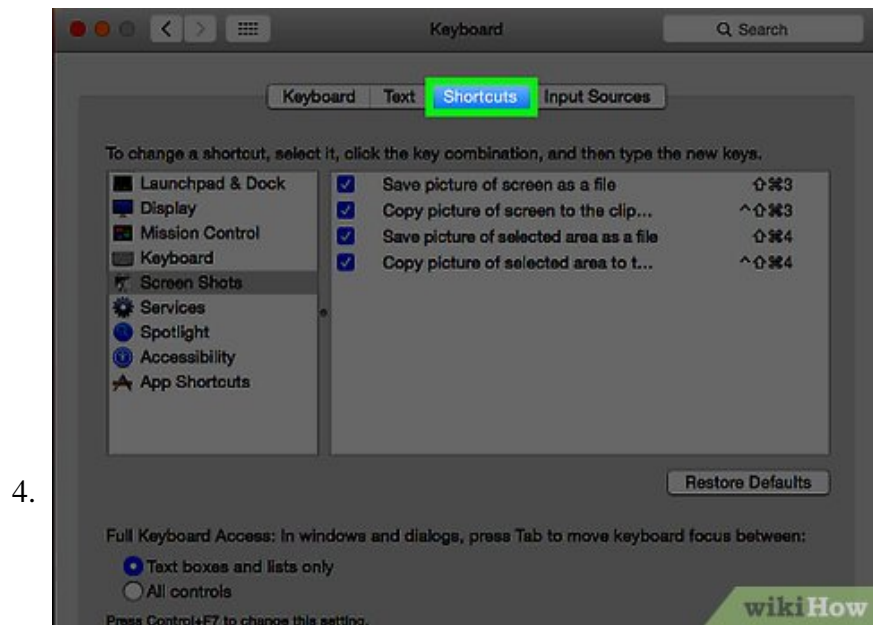 Keyboard
Search
Keyboard Text Shortcuts Input Sources
To change a shortcut, select it, click the key combination, and then type the new keys.
Launchpad & Dock
Display
Mission Control
Keyboard
Screen Shots
Services
Spotlight
Accessibility
App Shortcuts
Save picture of screen as a file ⇧⌘3
Copy picture of screen to the clip... ^⇧⌘3
Save picture of selected area as a file ⇧⌘4
Copy picture of selected area to t... ^⇧⌘4
4.
Restore Defaults
Full Keyboard Access: In windows and dialogs, press Tab to move keyboard focus between:
Text boxes and lists only
All controls
Press Control+F7 to change this setting.
wikiHow